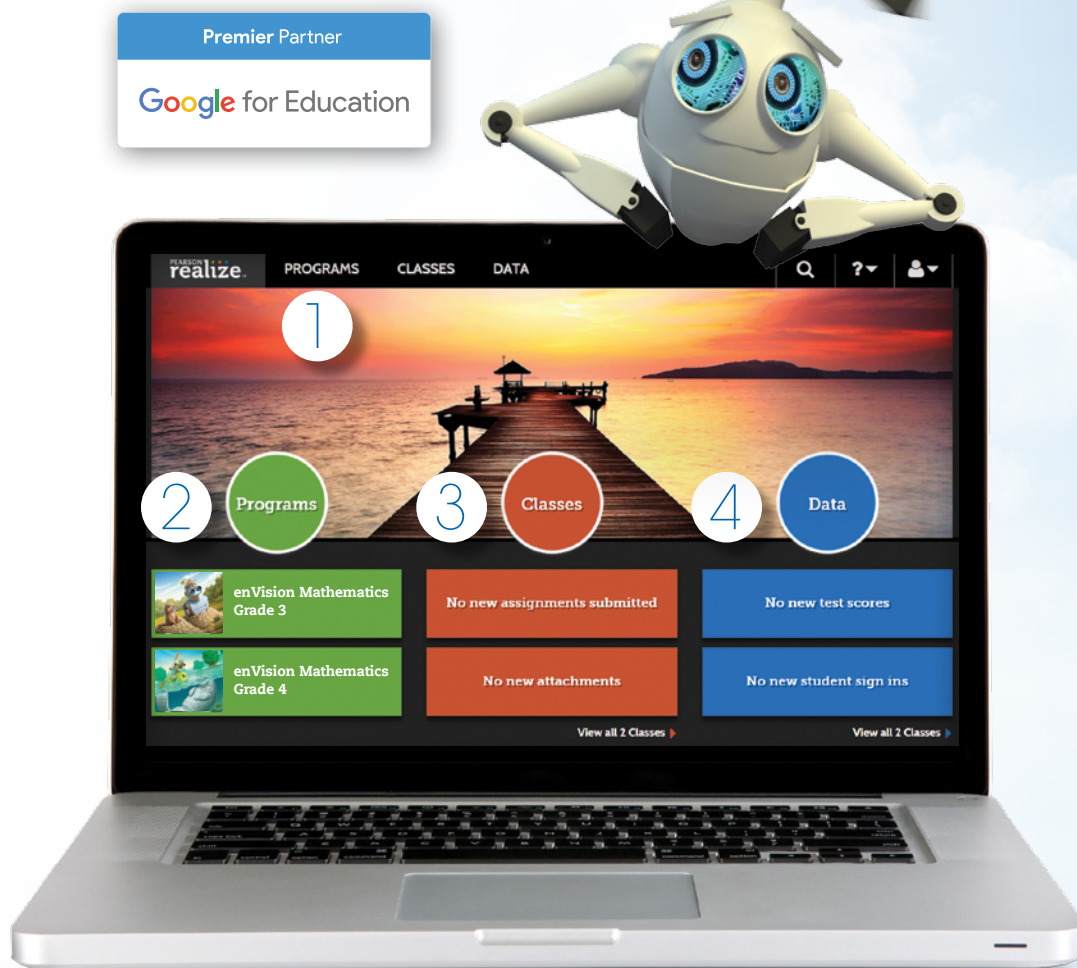 Premier Partner
Google for Education
PEARSON
realize™
PROGRAMS
CLASSES
DATA
?
1
2
Programs
3
Classes
4
Data
enVision Mathematics
Grade 3
No new assignments submitted
No new test scores
enVision Mathematics
Grade 4
No new attachments
No new student sign ins
View all 2 Classes
View all 2 Classes